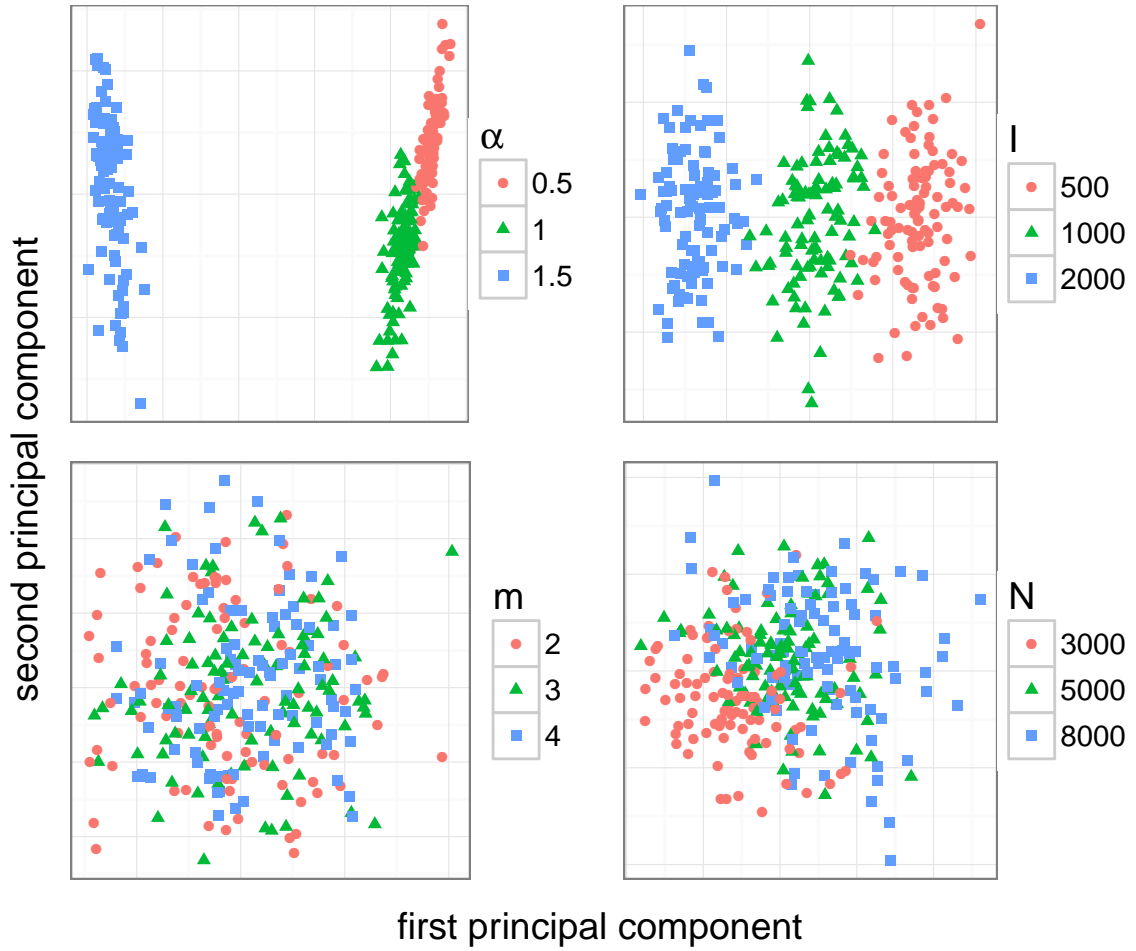 α
0.5
1
1.5
I
500
1000
2000
second principal component
m
2
3
4
N
3000
5000
8000
first principal component